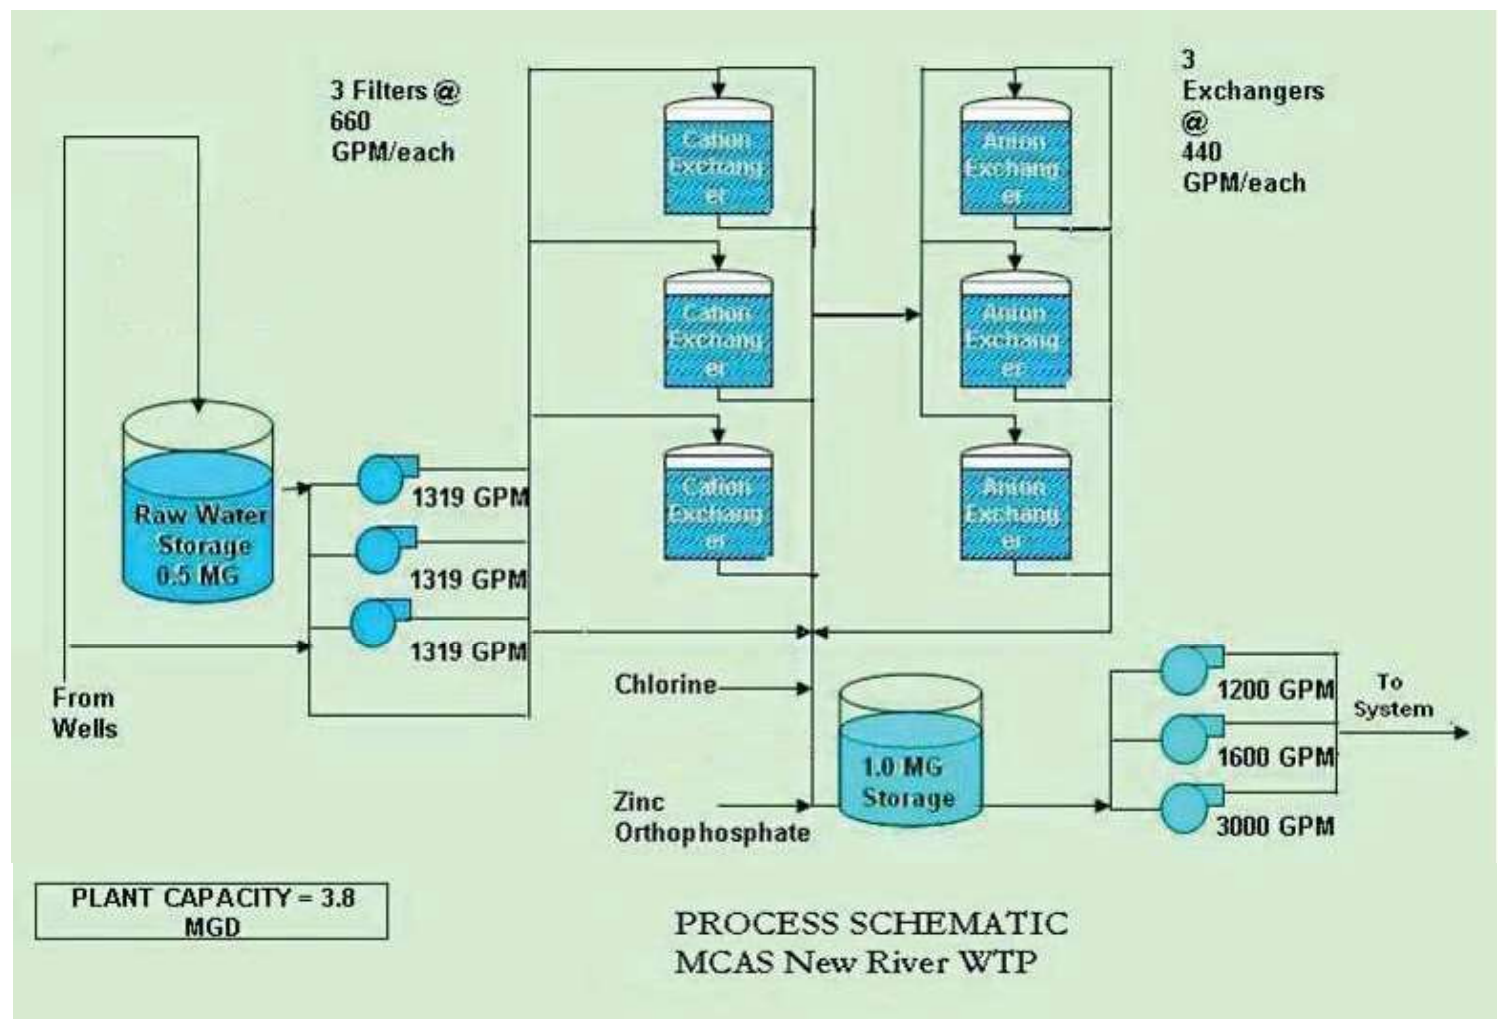 3 Filters @
660
GPM/each
3
Exchangers
@
440
GPM/each
Cation
Exchang
er
Anion
Exchang
er
Cation
Exchang
er
Anion
Exchang
er
Cation
Exchang
er
Anion
Exchang
er
Raw Water
Storage
0.5 MG
1319 GPM
1319 GPM
1319 GPM
From
Wells
Chlorine
Zinc
Orthophosphate
1.0 MG
Storage
1200 GPM
1600 GPM
3000 GPM
To
System
PLANT CAPACITY = 3.8
MGD
PROCESS SCHEMATIC
MCAS New River WTP